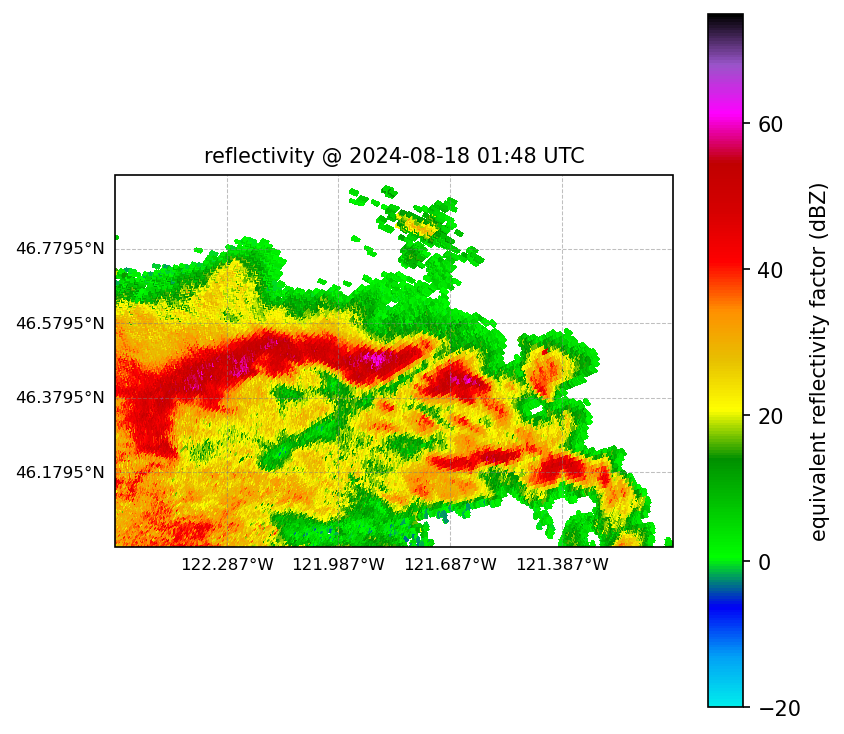 reflectivity @ 2024-08-18 01:48 UTC
46.7795°N
46.5795°N
46.3795°N
46.1795°N
122.287°W 121.987°W 121.687°W 121.387°W
60
40
20
0
−20
equivalent reflectivity factor (dBZ)